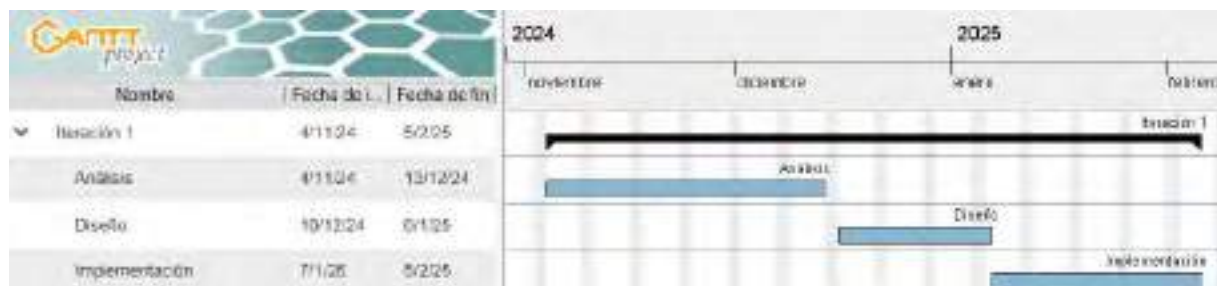 GANTT project
2024 2025
noviembre diciembre enero
Nombre Fecha de i... Fecha de fin
Iteración 1 4/11/24 5/2/25
Iteración 1
Análisis 4/11/24 13/12/24
Análisis
Diseño 6/1/25
Diseño
Implementación 7/1/25 5/2/25
Implementación